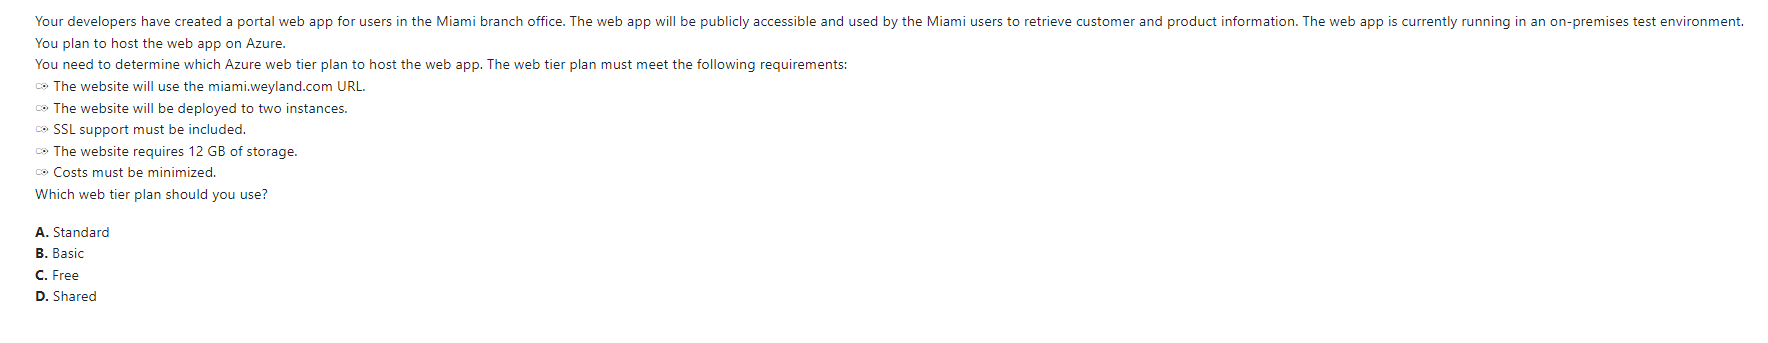 Your developers have created a portal web app for users in the Miami branch office. The web app will be publicly accessible and used by the Miami users to retrieve customer and product information. The web app is currently running in an on-premises test environment.
You plan to host the web app on Azure.
You need to determine which Azure web tier plan to host the web app. The web tier plan must meet the following requirements:
The website will use the miami.weyland.com URL.
The website will be deployed to two instances.
SSL support must be included.
The website requires 12 GB of storage.
Costs must be minimized.
Which web tier plan should you use?
A. Standard
B. Basic
C. Free
D. Shared